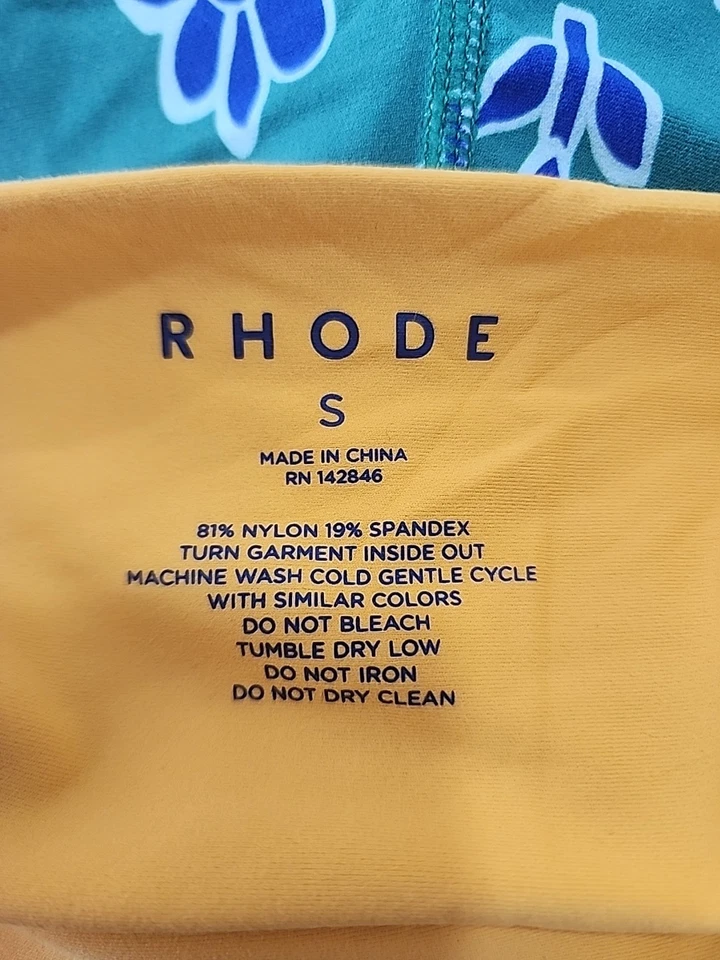 RHODE
S
MADE IN CHINA
RN 142846
81% NYLON 19% SPANDEX
TURN GARMENT INSIDE OUT
MACHINE WASH COLD GENTLE CYCLE
WITH SIMILAR COLORS
DO NOT BLEACH
TUMBLE DRY LOW
DO NOT IRON
DO NOT DRY CLEAN